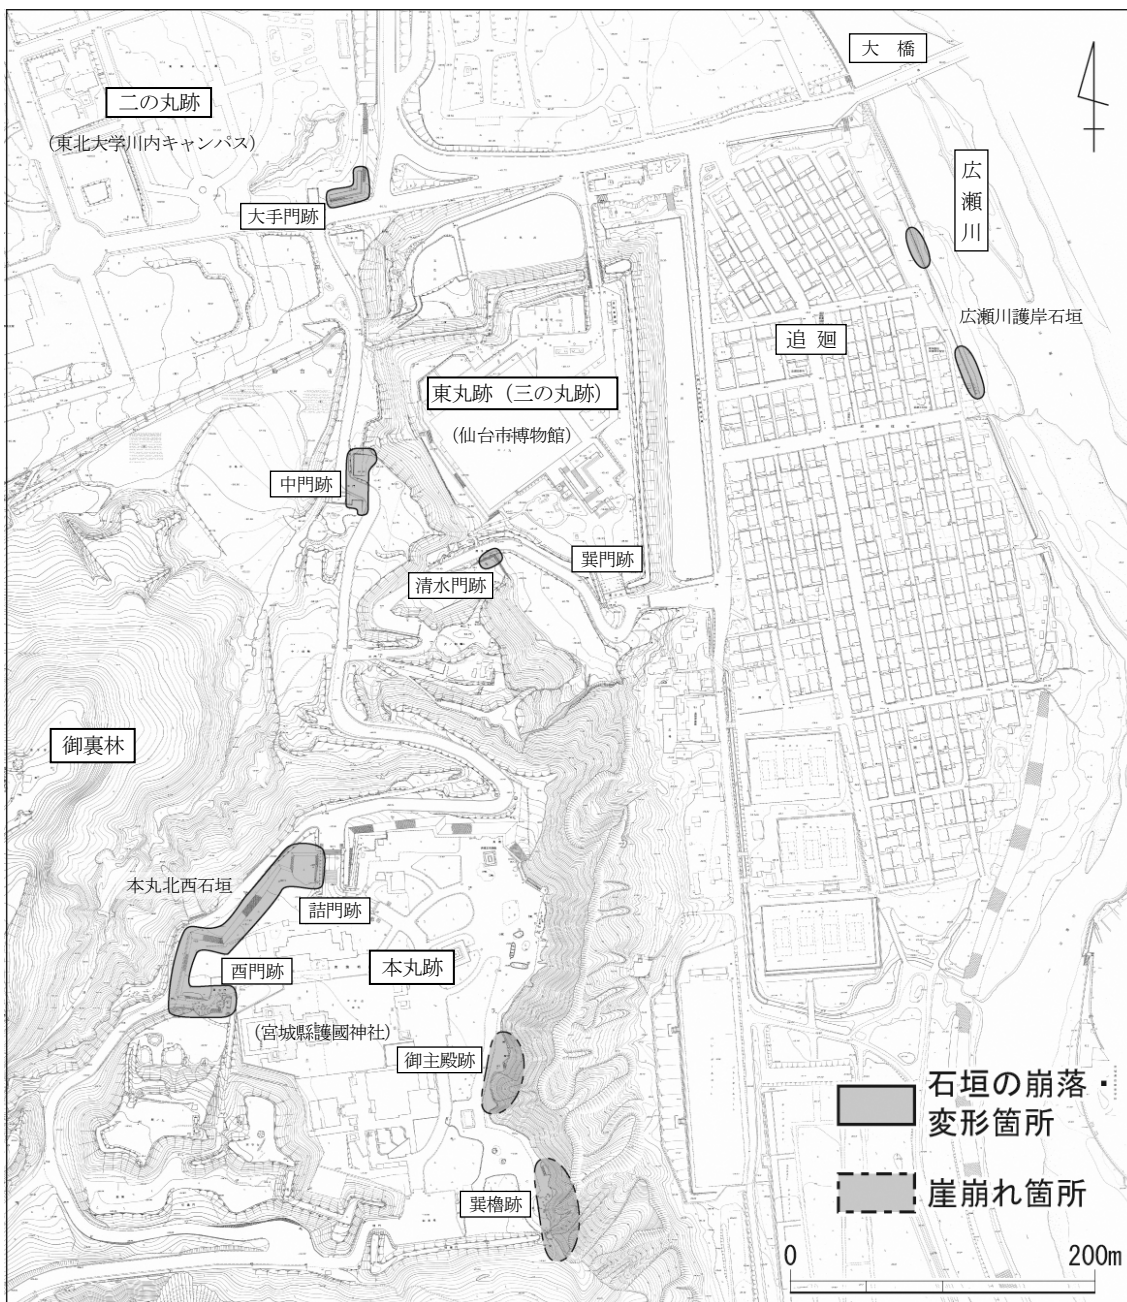 大 橋
二の丸跡
(東北大学川内キャンパス)
広瀬川
大手門跡
広瀬川護岸石垣
追 廻
東丸跡（三の丸跡）
(仙台市博物館)
中門跡
巽門跡
清水門跡
御裏林
本丸北西石垣
詰門跡
酉門跡
本丸跡
(宮城縣護國神社)
御主殿跡
石垣の崩落・
変形箇所
崖崩れ箇所
巽櫓跡
0
200m